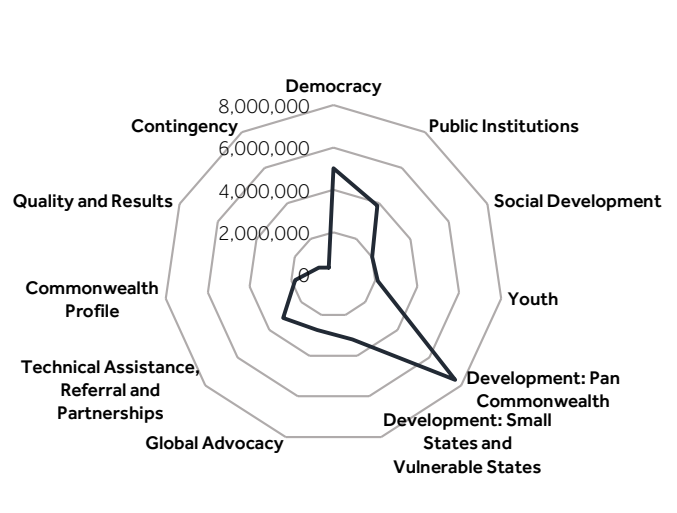 Democracy
8,000,000
Contingency
Public Institutions
6,000,000
Quality and Results
4,000,000
Social Development
2,000,000
0
Commonwealth
Profile
Youth
Technical Assistance,
Referral and
Partnerships
Development: Pan
Commonwealth
Development: Small
States and
Vulnerable States
Global Advocacy